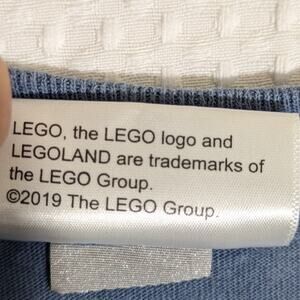 LEGO, the LEGO logo and
LEGOLAND are trademarks of
the LEGO Group.
©2019 The LEGO Group.